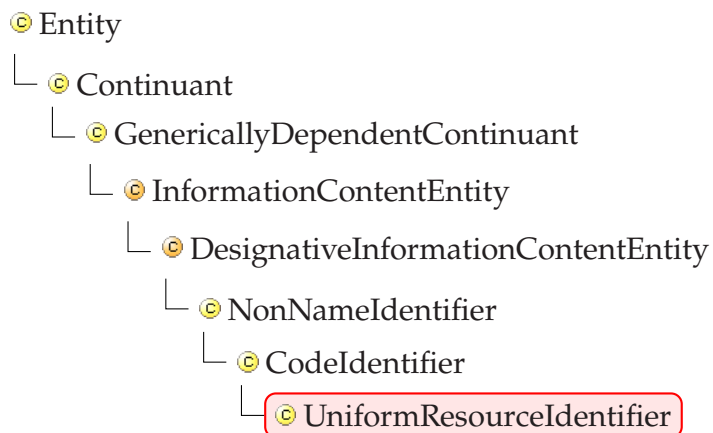 © Entity
© Continuant
© GenericallyDependentContinuant
© InformationContentEntity
© DesignativeInformationContentEntity
© NonNameIdentifier
© CodeIdentifier
© UniformResourceIdentifier